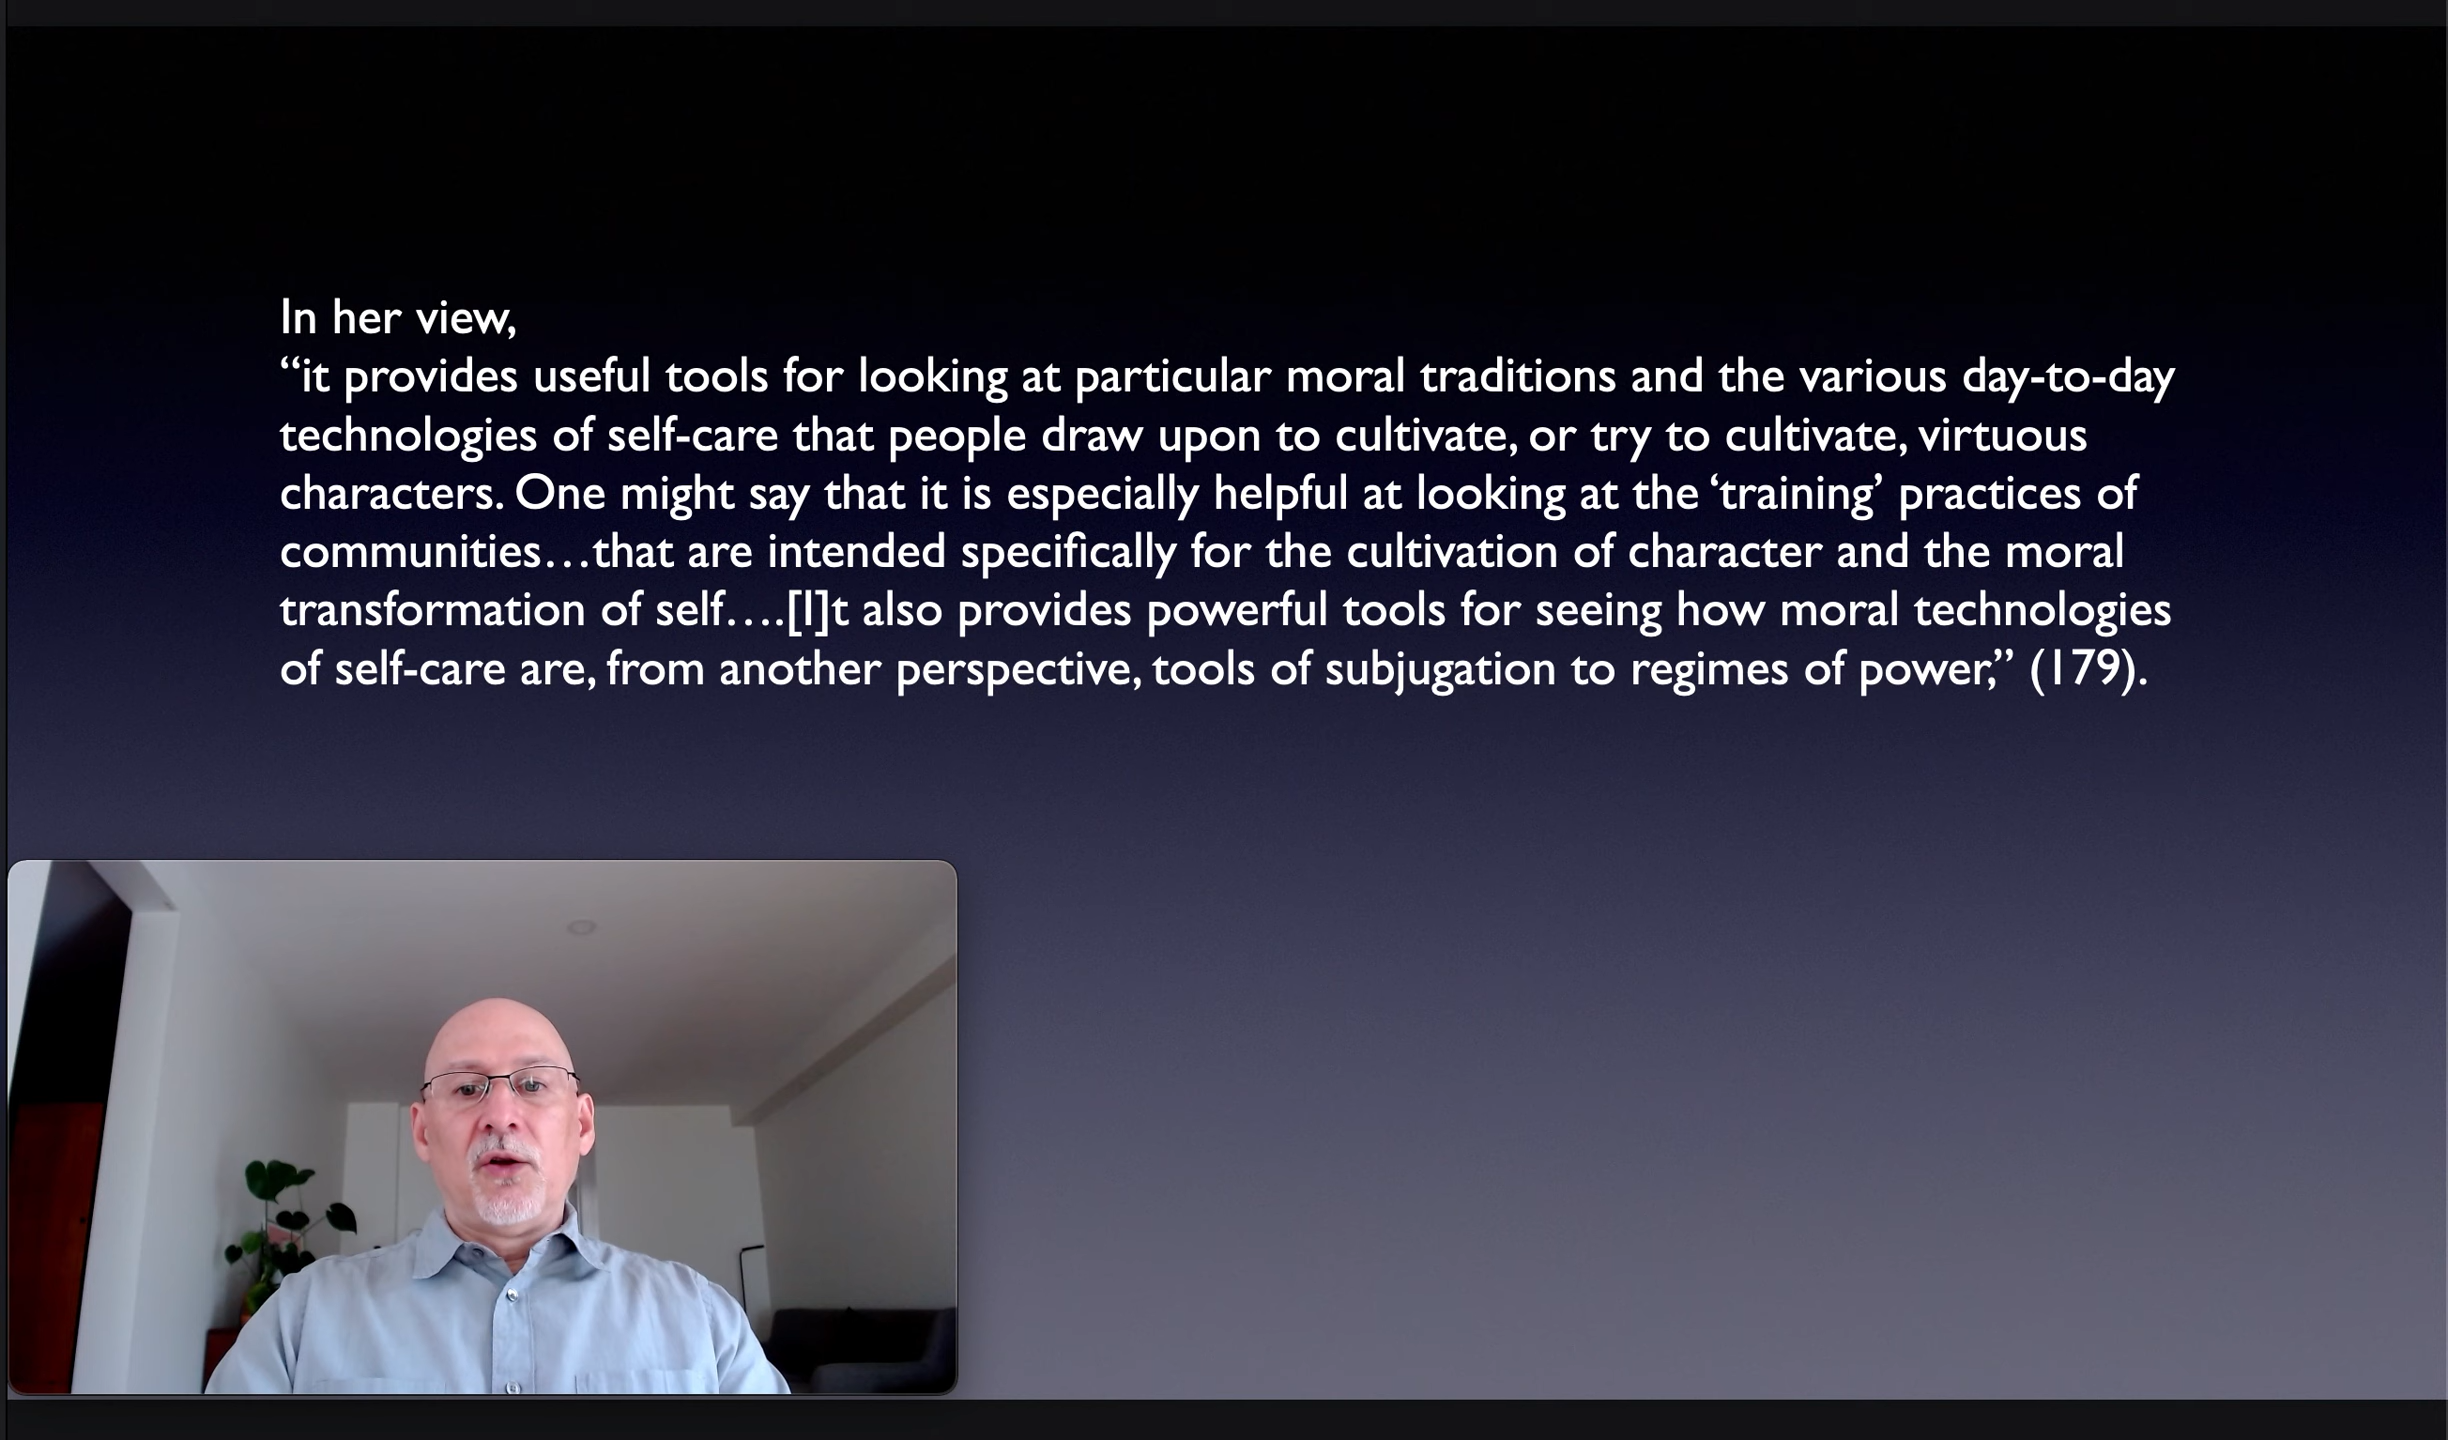 In her view,
“it provides useful tools for looking at particular moral traditions and the various day-to-day
technologies of self-care that people draw upon to cultivate, or try to cultivate, virtuous
characters. One might say that it is especially helpful at looking at the ‘training’ practices of
communities…that are intended specifically for the cultivation of character and the moral
transformation of self….[I]t also provides powerful tools for seeing how moral technologies
of self-care are, from another perspective, tools of subjugation to regimes of power,” (179).